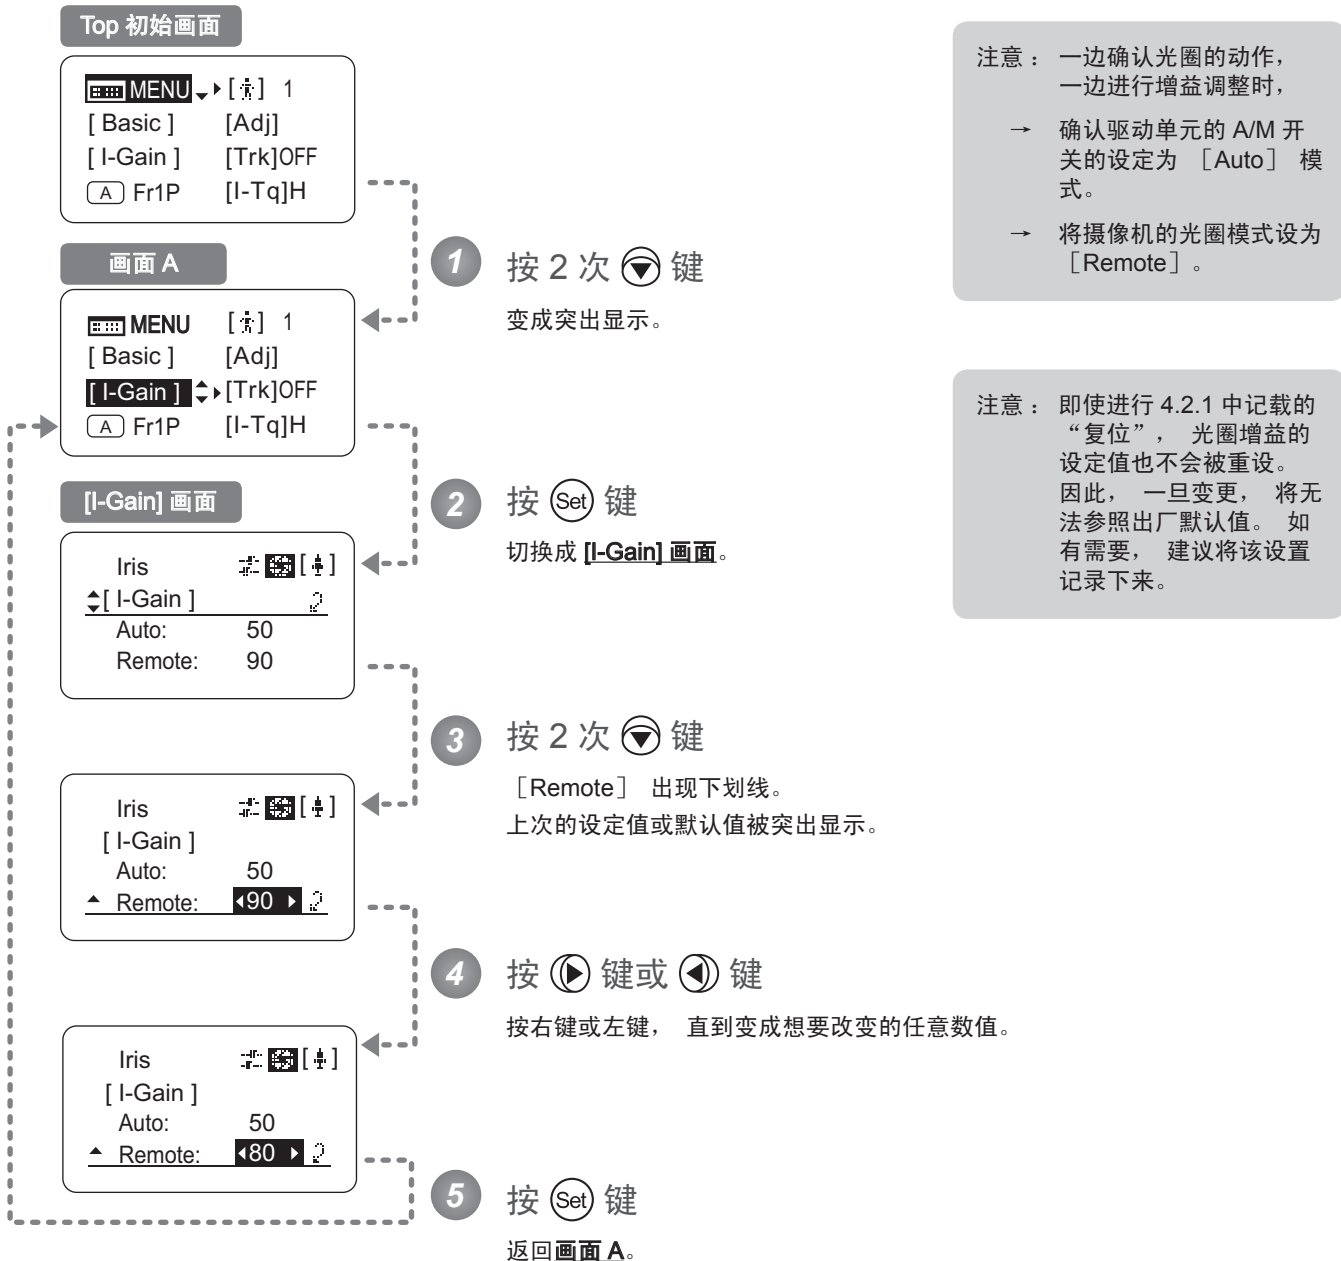 Top 初始画面
MENU [ ] 1
[ Basic ] [Adj]
[ I-Gain ] [Trk]OFF
A Fr1P [I-Tq]H
画面 A
MENU [ ] 1
[ Basic ] [Adj]
[ I-Gain ] [Trk]OFF
A Fr1P [I-Tq]H
1 按 2 次 键
变成突出显示。
[I-Gain] 画面
Iris [ ]
[ I-Gain ]
Auto: 50
Remote: 90
2 按 Set 键
切换成 [I-Gain] 画面。
3 按 2 次 键
［Remote］ 出现下划线。
上次的设定值或默认值被突出显示。
Iris [ ]
[ I-Gain ]
Auto: 50
Remote: 90
4 按 键或 键
按右键或左键， 直到变成想要改变的任意数值。
Iris [ ]
[ I-Gain ]
Auto: 50
Remote: 80
5 按 Set 键
返回画面 A。
注意： 一边确认光圈的动作，
一边进行增益调整时，
→ 确认驱动单元的 A/M 开
关的设定为 ［Auto］ 模
式。
→ 将摄像机的光圈模式设为
［Remote］。
注意： 即使进行 4.2.1 中记载的
“复位”， 光圈增益的
设定值也不会被重设。
因此， 一旦变更， 将无
法参照出厂默认值。 如
有需要， 建议将该设置
记录下来。